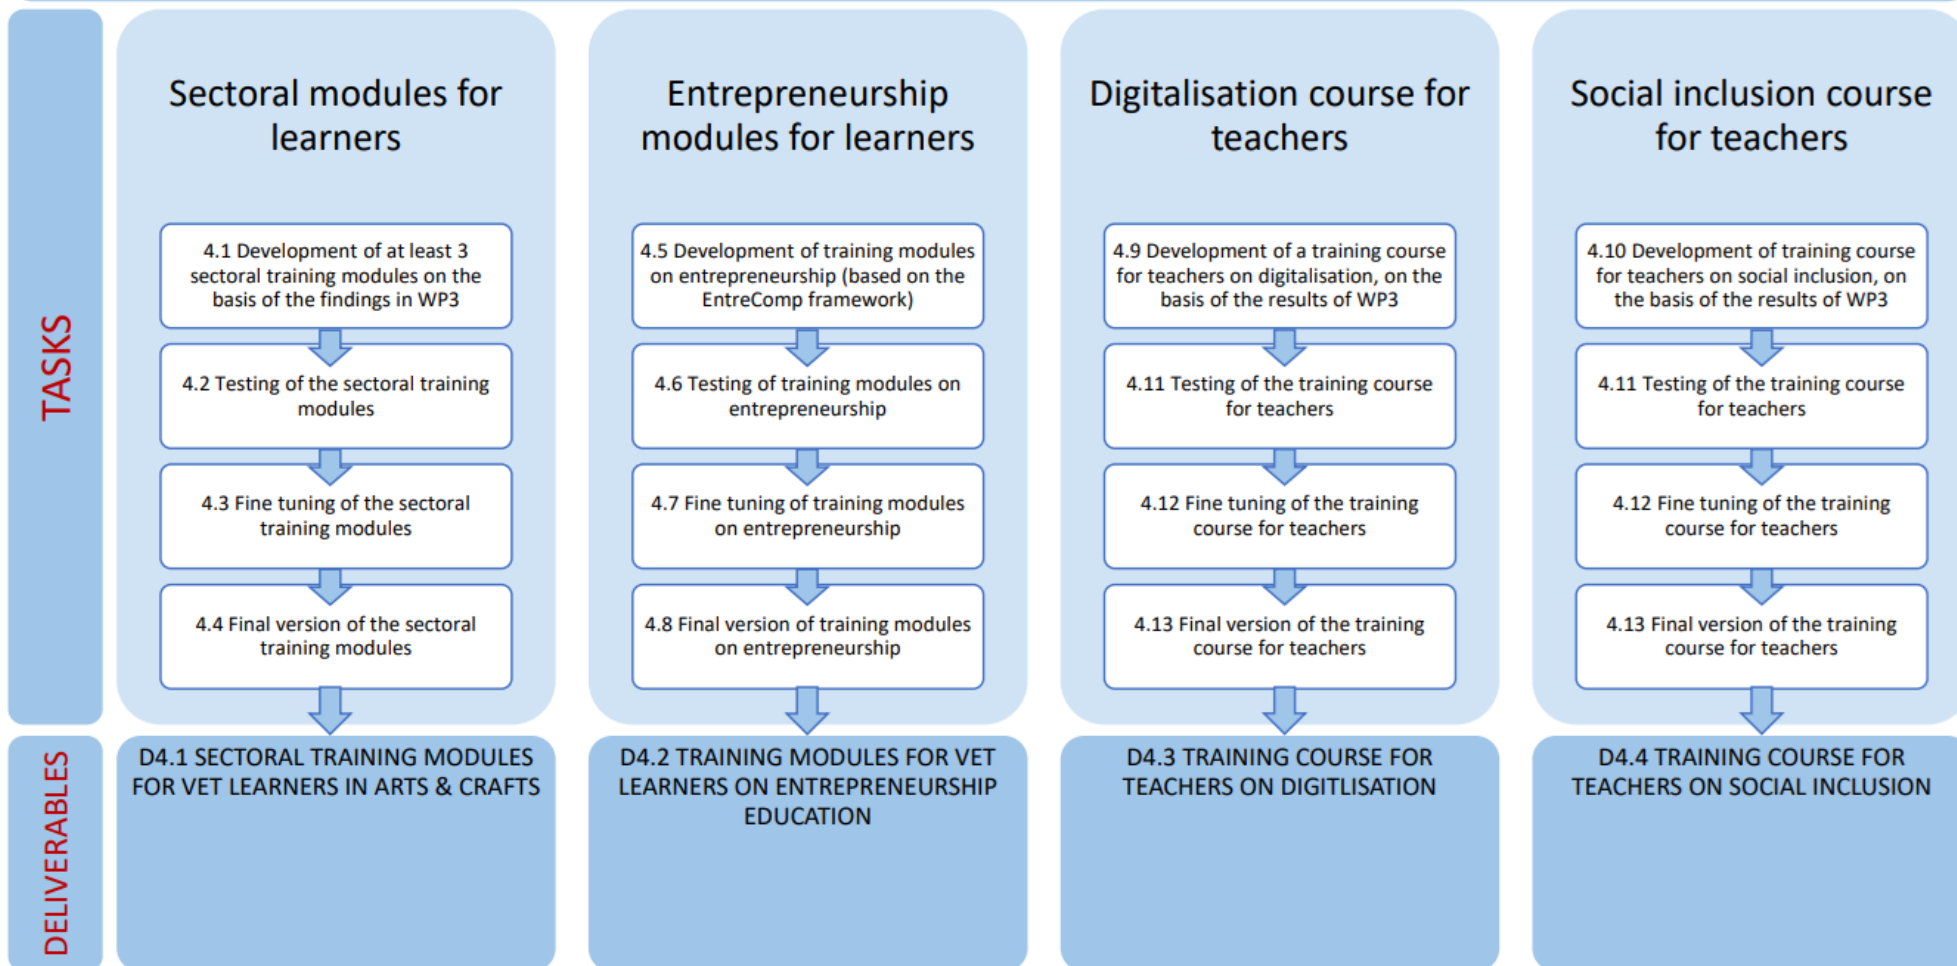 TASKS
Sectoral modules for
learners
4.1 Development of at least 3
sectoral training modules on the
basis of the findings in WP3
4.2 Testing of the sectoral training
modules
4.3 Fine tuning of the sectoral
training modules
4.4 Final version of the sectoral
training modules
Entrepreneurship
modules for learners
4.5 Development of training modules
on entrepreneurship (based on the
EntreComp framework)
4.6 Testing of training modules on
entrepreneurship
4.7 Fine tuning of training modules
on entrepreneurship
4.8 Final version of training modules
on entrepreneurship
Digitalisation course for
teachers
4.9 Development of a training course
for teachers on digitalisation, on the
basis of the results of WP3
4.11 Testing of the training course
for teachers
4.12 Fine tuning of the training
course for teachers
4.13 Final version of the training
course for teachers
Social inclusion course
for teachers
4.10 Development of training course
for teachers on social inclusion, on
the basis of the results of WP3
4.11 Testing of the training course
for teachers
4.12 Fine tuning of the training
course for teachers
4.13 Final version of the training
course for teachers
DELIVERABLES
D4.1 SECTORAL TRAINING MODULES
FOR VET LEARNERS IN ARTS & CRAFTS
D4.2 TRAINING MODULES FOR VET
LEARNERS ON ENTREPRENEURSHIP
EDUCATION
D4.3 TRAINING COURSE FOR
TEACHERS ON DIGITLISATION
D4.4 TRAINING COURSE FOR
TEACHERS ON SOCIAL INCLUSION